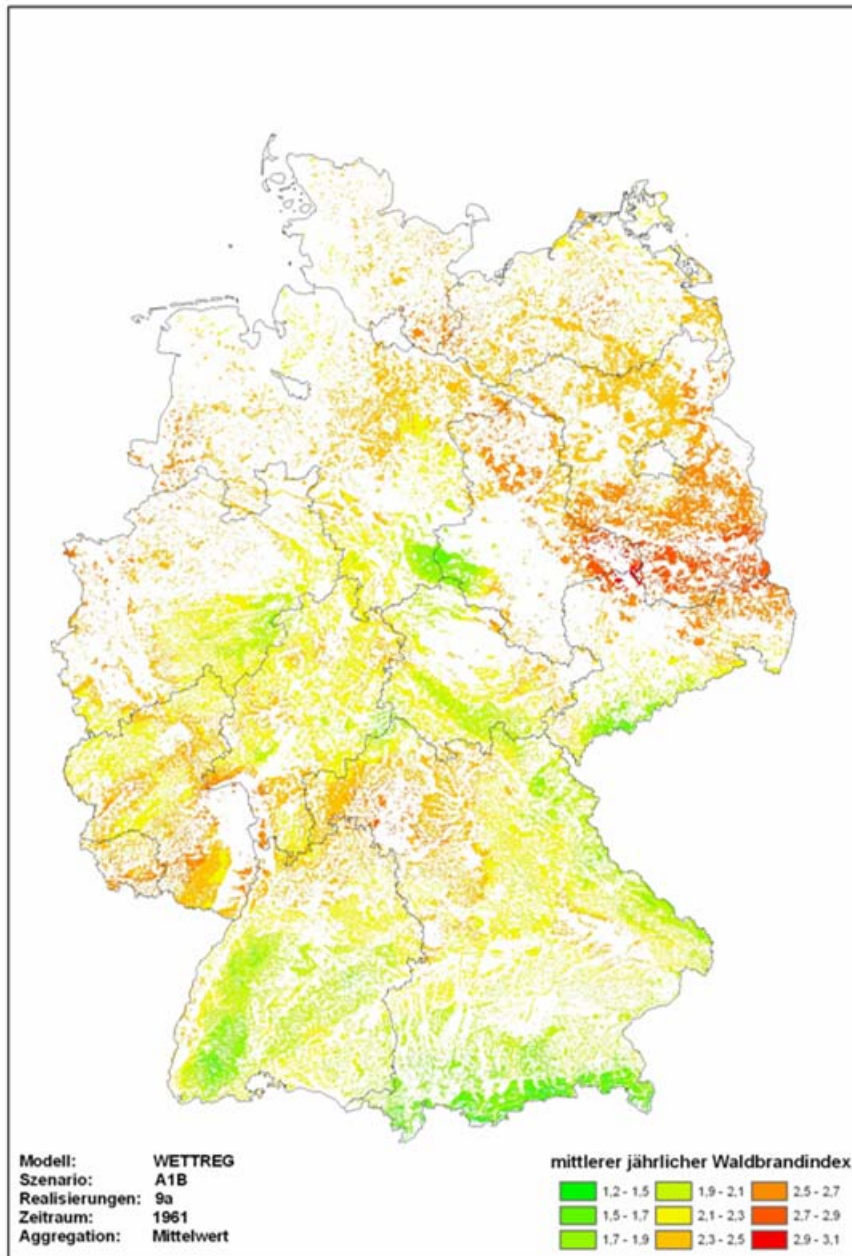 Modell: WETTREG
Szenario: A1B
Realisierungen: 9a
Zeitraum: 1961
Aggregation: Mittelwert
mittlerer jährlicher Waldbrandindex
1,2 - 1,5 1,9 - 2,1 2,5 - 2,7
1,5 - 1,7 2,1 - 2,3 2,7 - 2,9
1,7 - 1,9 2,3 - 2,5 2,9 - 3,1